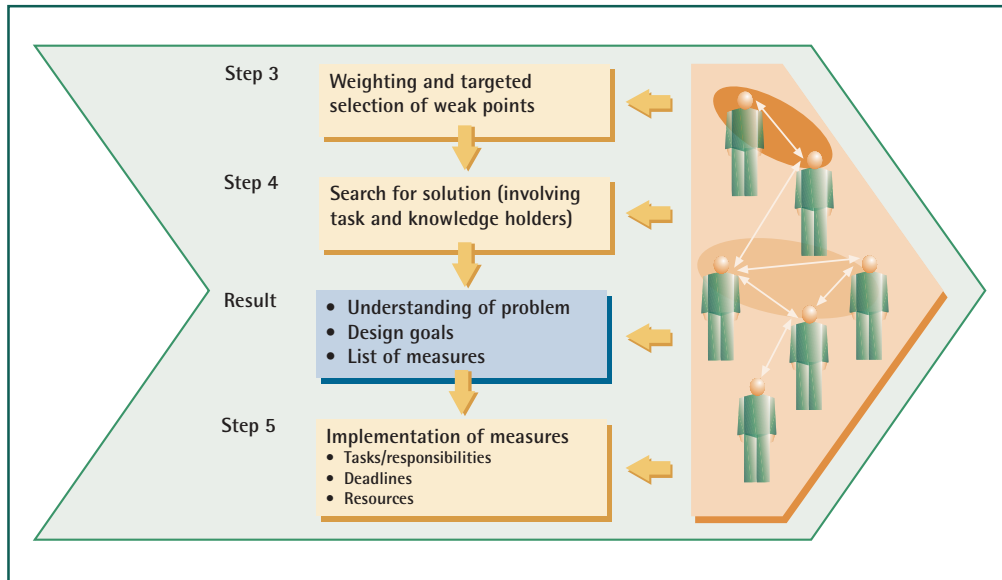 Step 3
Weighting and targeted
selection of weak points
Step 4
Search for solution (involving
task and knowledge holders)
Result
• Understanding of problem
• Design goals
• List of measures
Step 5
Implementation of measures
• Tasks/responsibilities
• Deadlines
• Resources